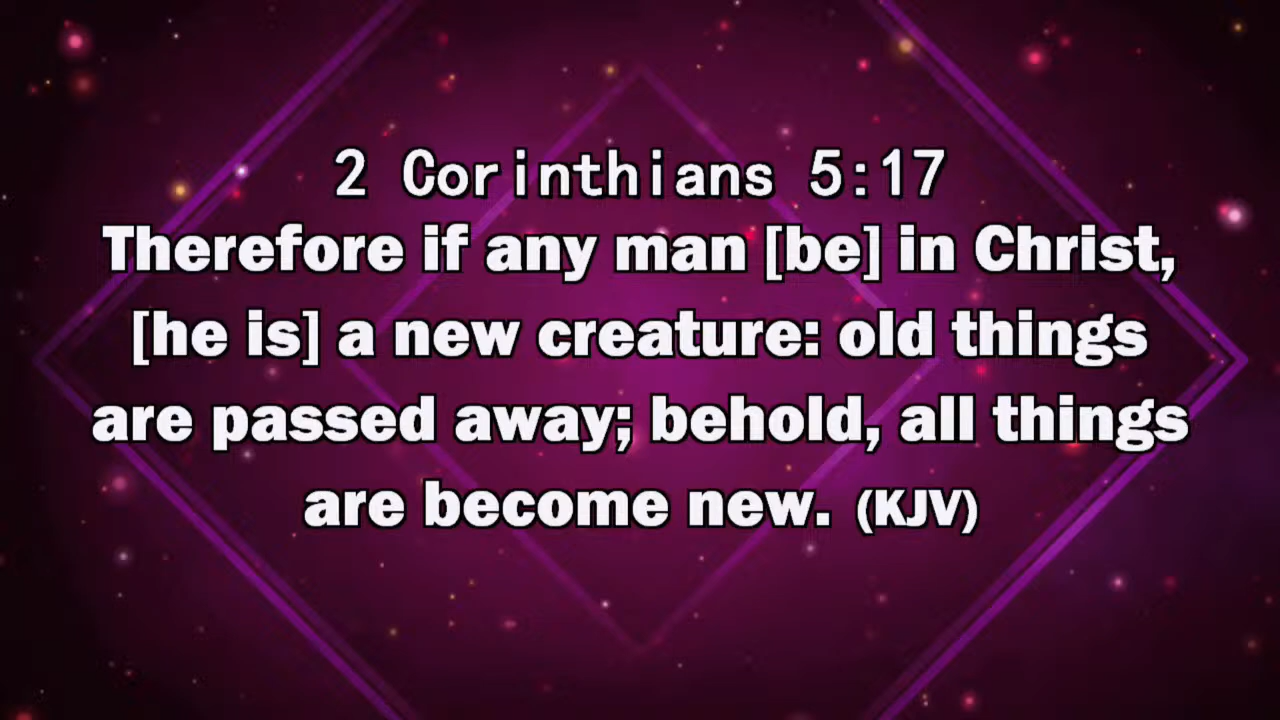 2 Corinthians 5:17
Therefore if any man [be] in Christ,
[he is] a new creature: old things
are passed away; behold, all things
are become new. (KJV)